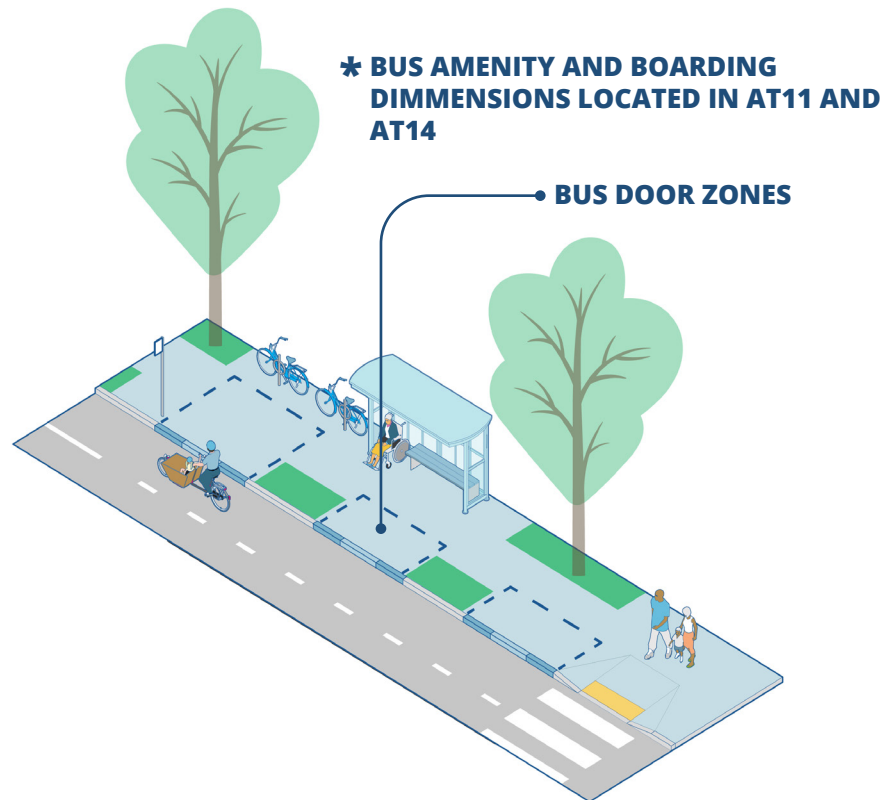 * BUS AMENITY AND BOARDING
DIMMENSIONS LOCATED IN AT11 AND
AT14
BUS DOOR ZONES